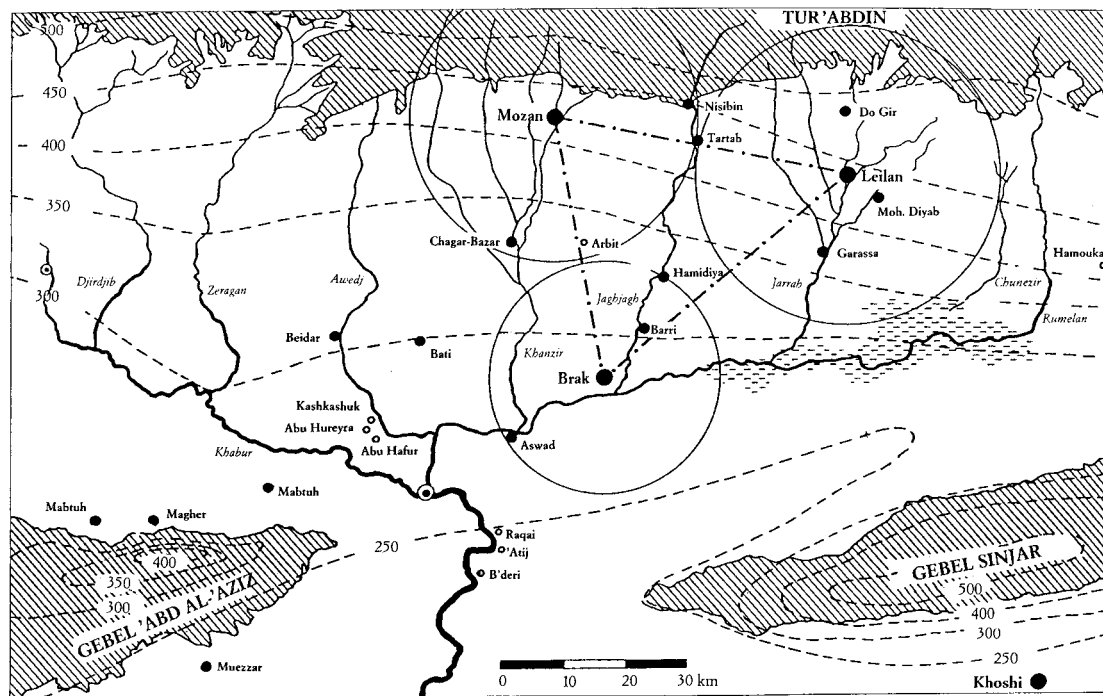 TUR'ABDIN
500
450
400
350
300
Mozan
Nisibin
Tartab
Do Gir
Leilan
Moh. Diyab
Chagar-Bazar
Arbit
Garassa
Hamouka
Djirdjib
Zeragan
Awedj
Hamidiya
Jaghjagh
Jarrah
Chunezir
Rumelan
Beidar
Bati
Khanzir
Barri
Brak
Kashkashuk
Abu Hureyra
Abu Hafur
Aswad
Khabur
Mabtuh
Mabtuh
Magher
250
Raqai
'Atij
B'deri
400
350
300
GEBEL 'ABD AL-'AZIZ
GEBEL SINJAR
500
400
300
250
Muezzar
0 10 20 30 km
Khoshi